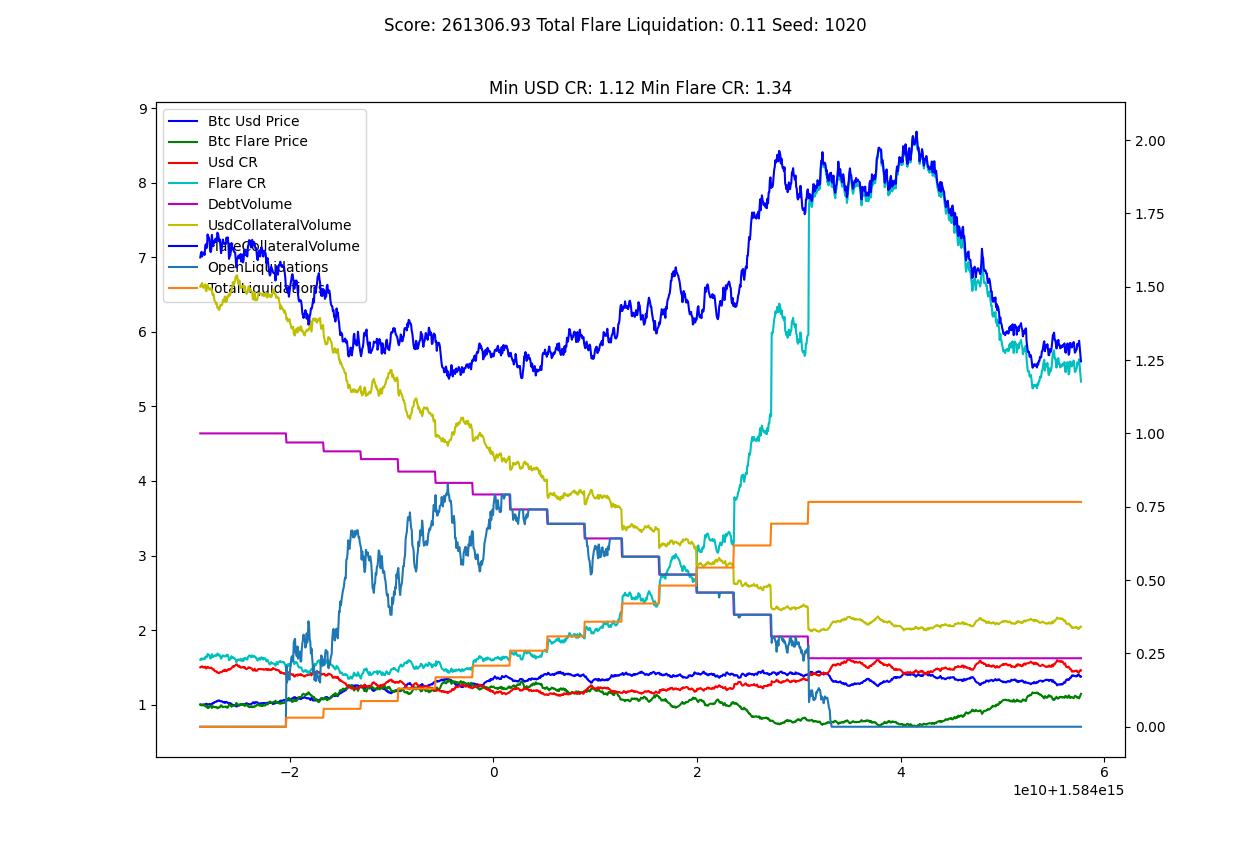 Score: 261306.93 Total Flare Liquidation: 0.11 Seed: 1020
Min USD CR: 1.12 Min Flare CR: 1.34
Btc Usd Price
Btc Flare Price
Usd CR
Flare CR
DebtVolume
UsdCollateralVolume
FlareCollateralVolume
OpenLiquidations
TotalLiquidations
9
8
7
6
5
4
3
2
1
2.00
1.75
1.50
1.25
1.00
0.75
0.50
0.25
0.00
−2
0
2
4
6
1e10+1.584e15